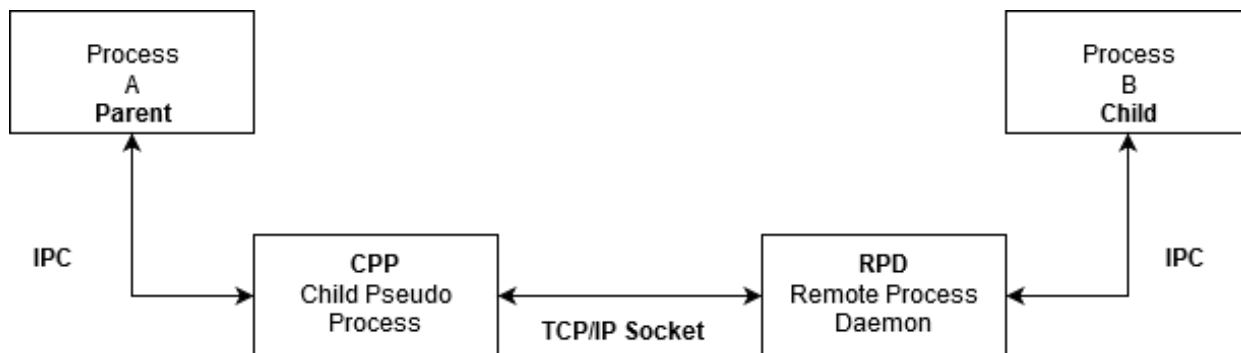 Process
A
Parent
Process
B
Child
IPC
IPC
CPP
Child Pseudo
Process
RPD
Remote Process
Daemon
TCP/IP Socket